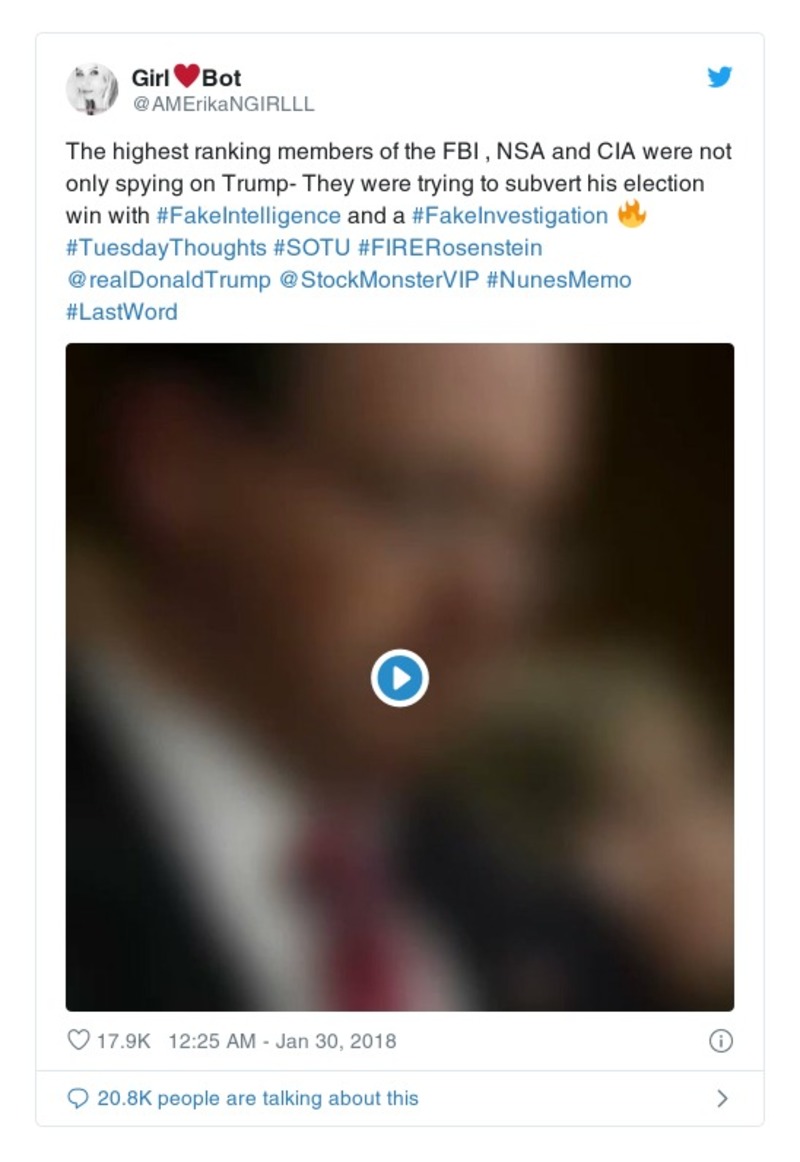 Girl❤Bot
@AMErikaNGIRLLL
The highest ranking members of the FBI , NSA and CIA were not
only spying on Trump- They were trying to subvert his election
win with #FakeIntelligence and a #FakeInvestigation 🔥
#TuesdayThoughts #SOTU #FIRERosenstein
@realDonaldTrump @StockMonsterVIP #NunesMemo
#LastWord
17.9K 12:25 AM - Jan 30, 2018
20.8K people are talking about this